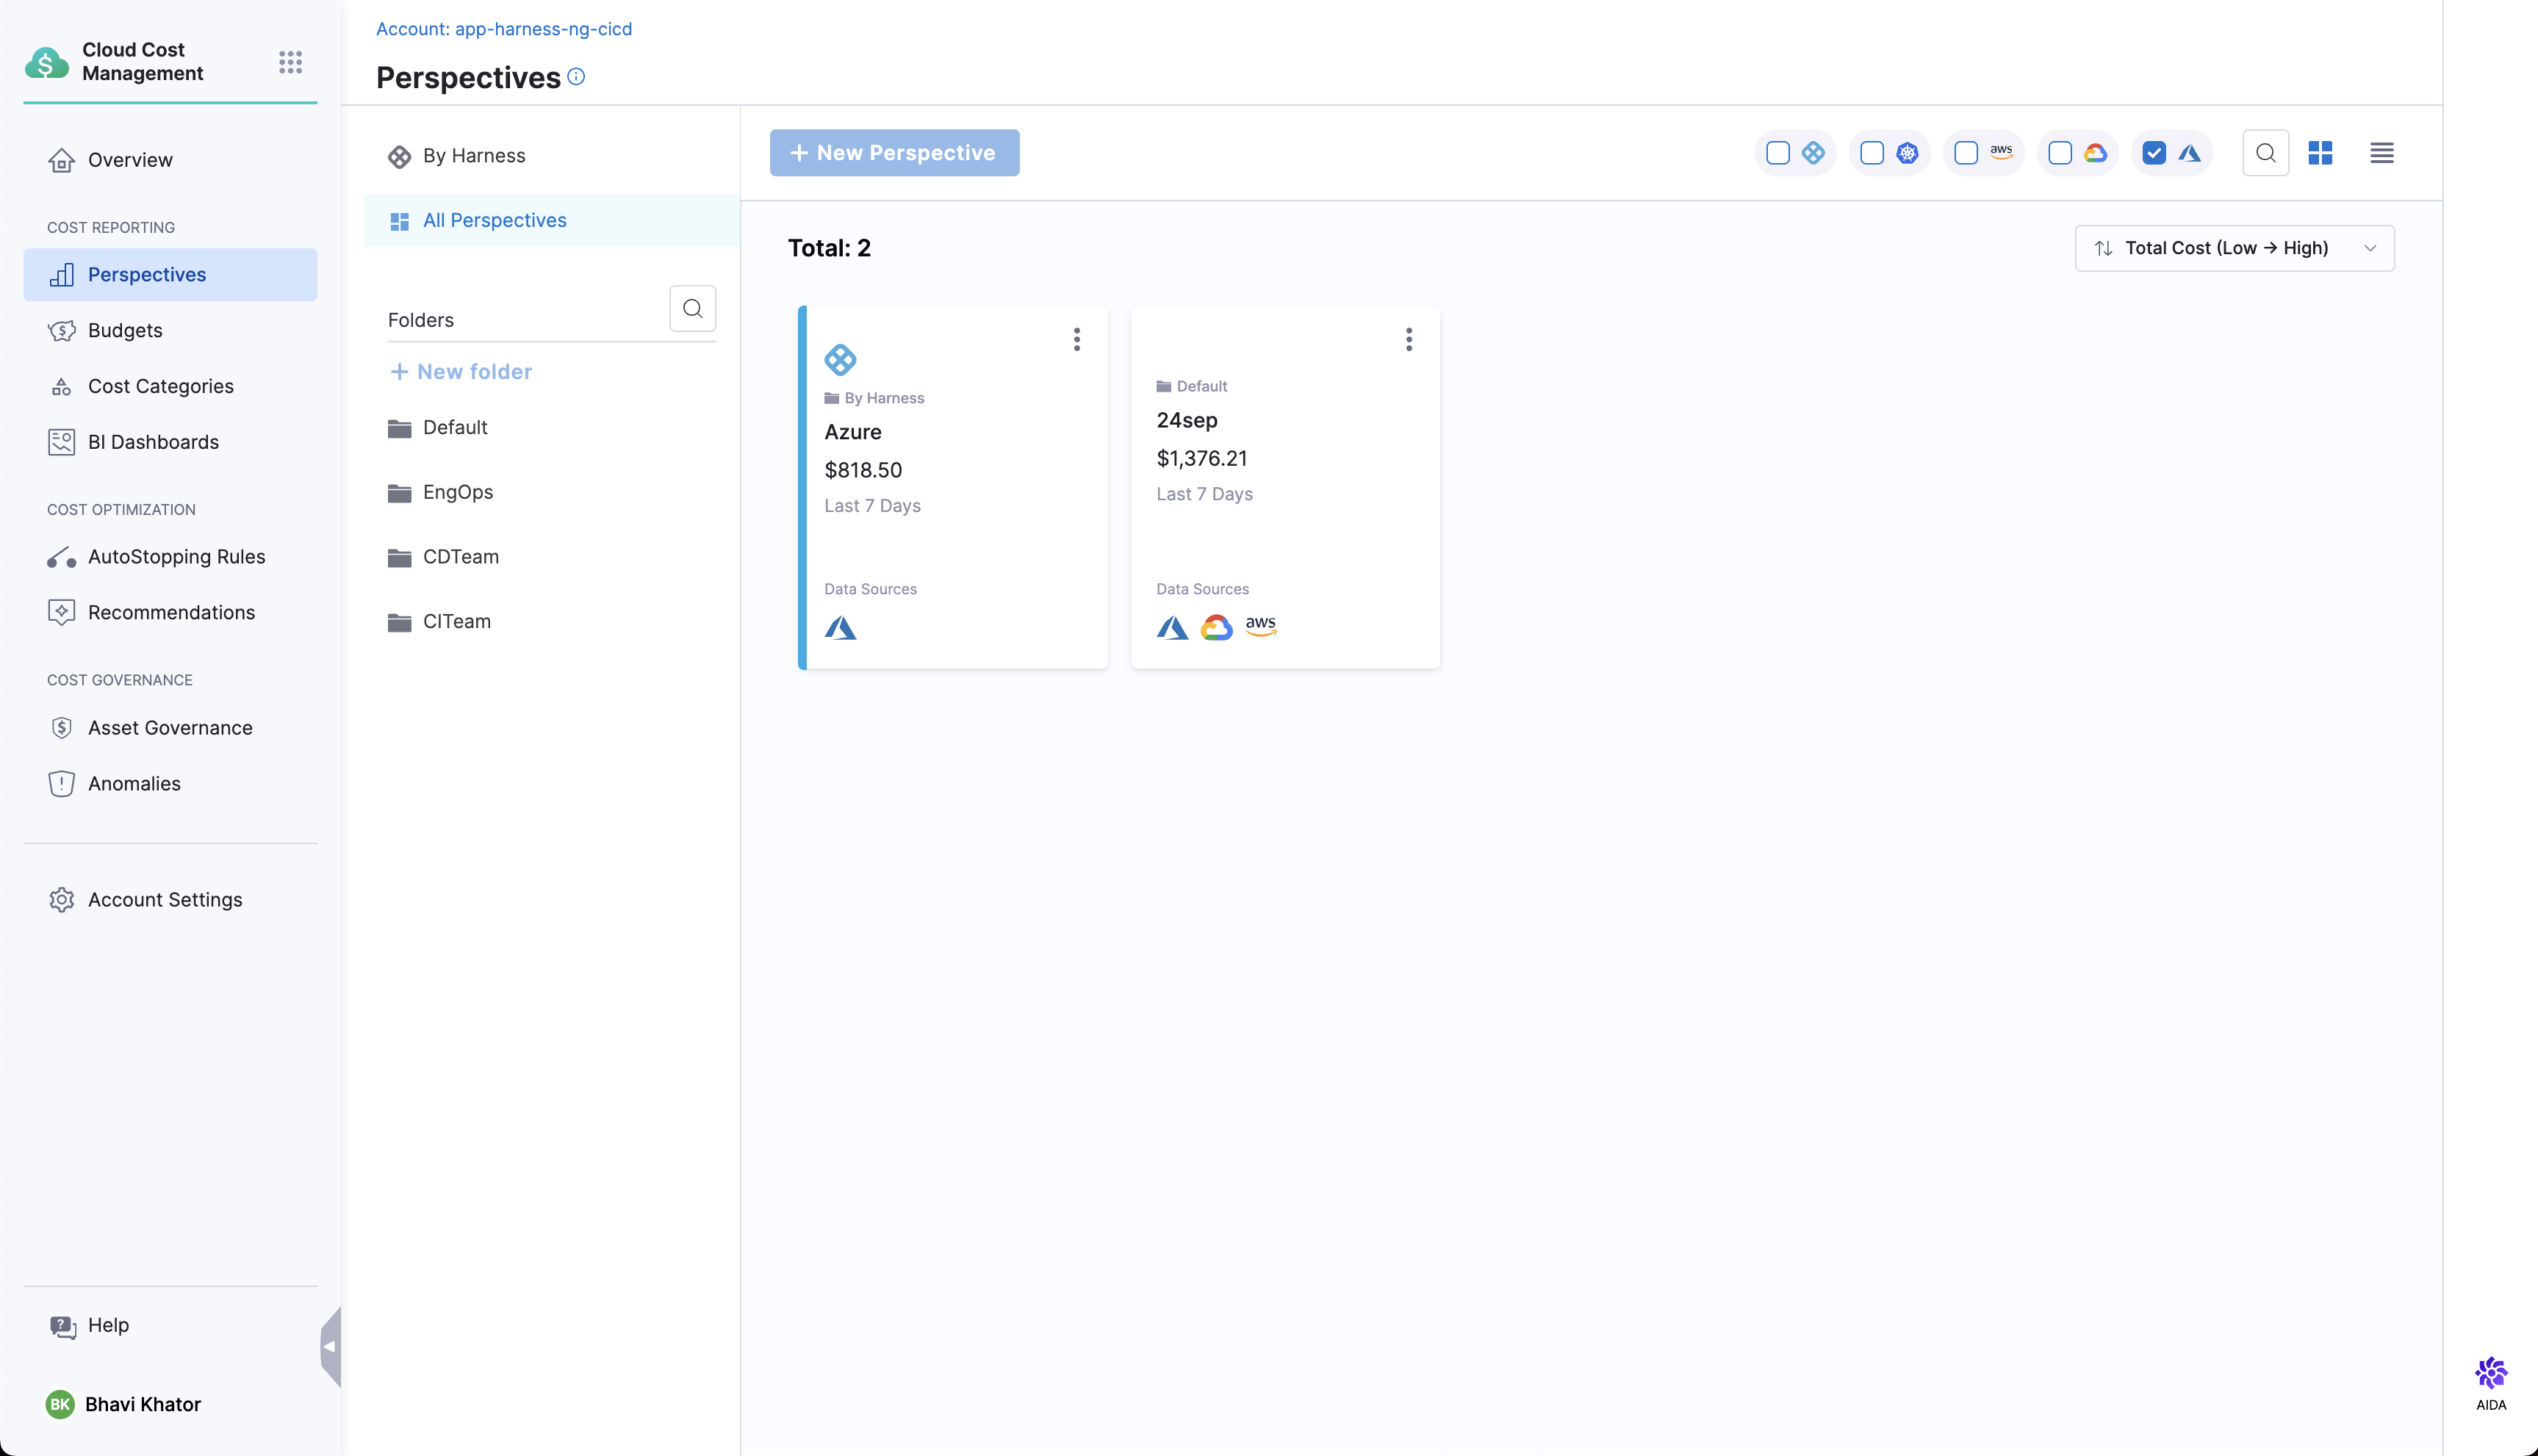 Cloud Cost
Management
Overview
COST REPORTING
Perspectives
Budgets
Cost Categories
BI Dashboards
COST OPTIMIZATION
AutoStopping Rules
Recommendations
COST GOVERNANCE
Asset Governance
Anomalies
Account Settings
Help
BK Bhavi Khator
Account: app-harness-ng-cicd
Perspectives
By Harness
All Perspectives
Folders
+ New folder
Default
EngOps
CDTeam
CITeam
+ New Perspective
aws
Total: 2
Total Cost (Low → High)
By Harness
Azure
$818.50
Last 7 Days
Data Sources
Default
24sep
$1,376.21
Last 7 Days
Data Sources
aws
AIDA